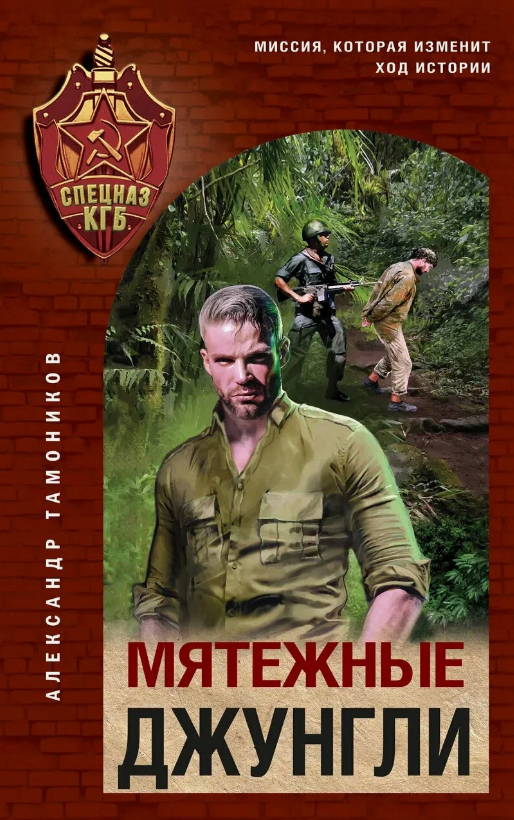 МИССИЯ, КОТОРАЯ ИЗМЕНИТ
ХОД ИСТОРИИ
СПЕЦНАЗ
КГБ
АЛЕКСАНДР ТАМОНИКОВ
МЯТЕЖНЫЕ
ДЖУНГЛИ